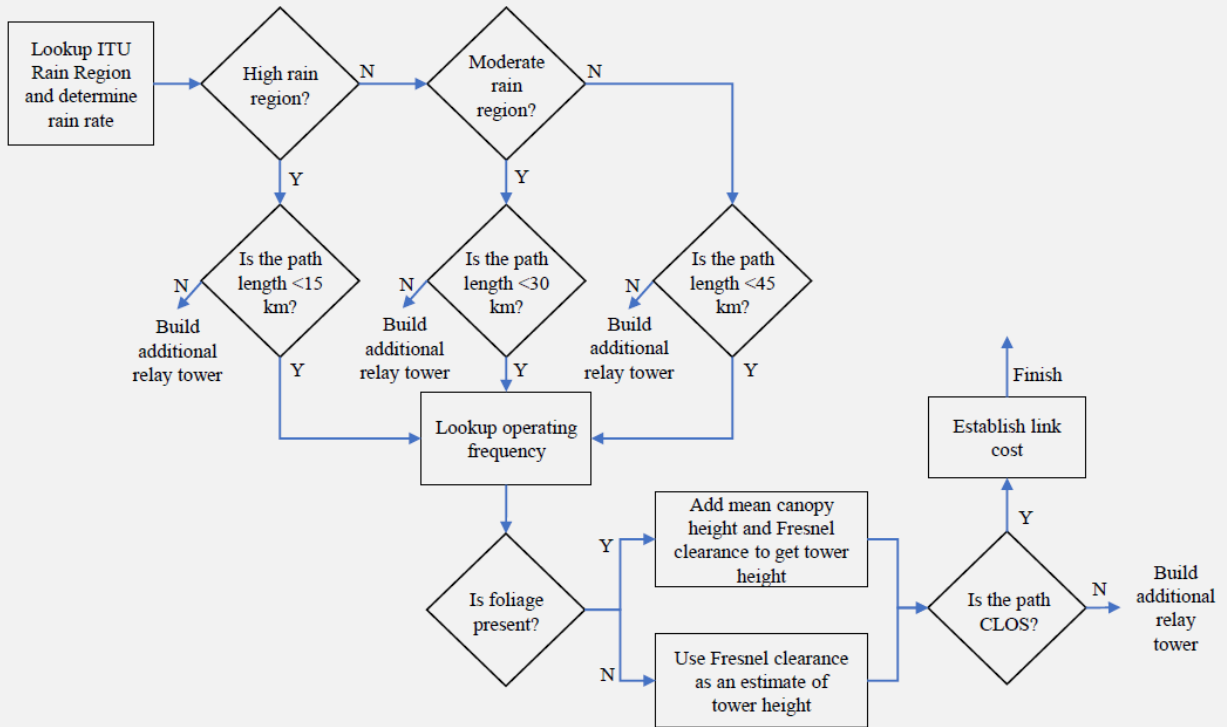 Lookup ITU
Rain Region
and determine
rain rate
High rain
region?
N
Moderate
rain
region?
N
Y
Y
Is the path
length <15
km?
N
Build
additional
relay tower
Y
Is the path
length <30
km?
N
Build
additional
relay tower
Y
Is the path
length <45
km?
N
Build
additional
relay tower
Y
Lookup operating
frequency
Is foliage
present?
Y
Add mean canopy
height and Fresnel
clearance to get tower
height
N
Use Fresnel clearance
as an estimate of
tower height
Is the path
CLOS?
N
Build
additional
relay
tower
Y
Establish link
cost
Finish